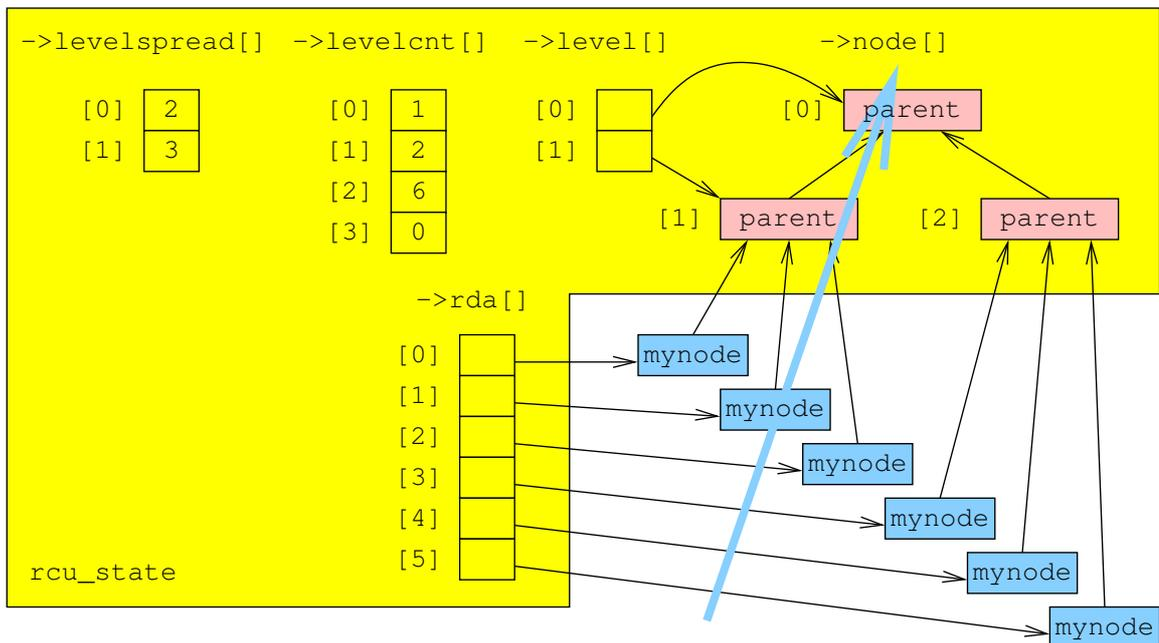 ->levelspread[] ->levelcnt[] ->level[] ->node[]
[0] 2 [0] 1 [0] [0] parent
[1] 3 [1] 2 [1]
[2] 6
[1] parent [2] parent
[3] 0
->rda[]
[0] mynode
[1] mynode
[2] mynode
[3] mynode
[4]
[5] mynode
rcu_state
mynode